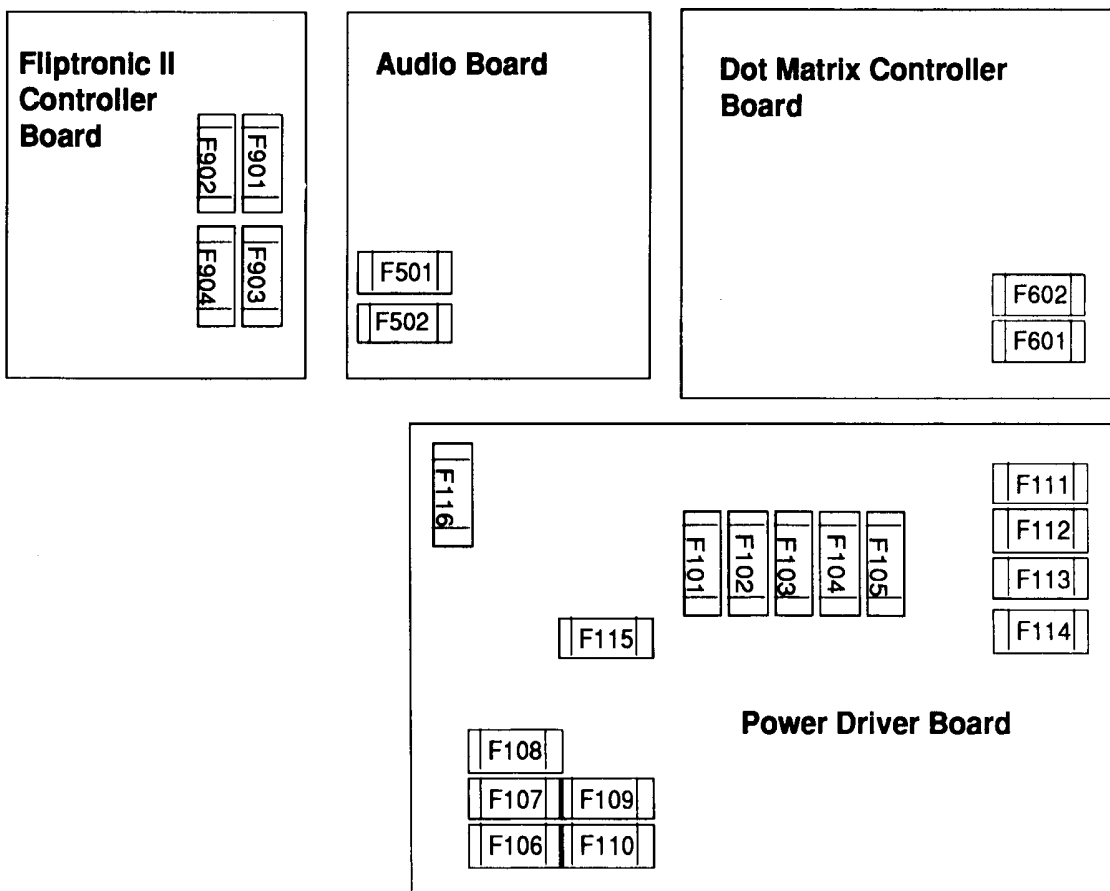 Fliptronic II
Controller
Board
F902
F901
F904
F903
Audio Board
F501
F502
Dot Matrix Controller
Board
F602
F601
F116
F101
F102
F103
F104
F105
F111
F112
F113
F114
F115
Power Driver Board
F108
F107
F109
F106
F110